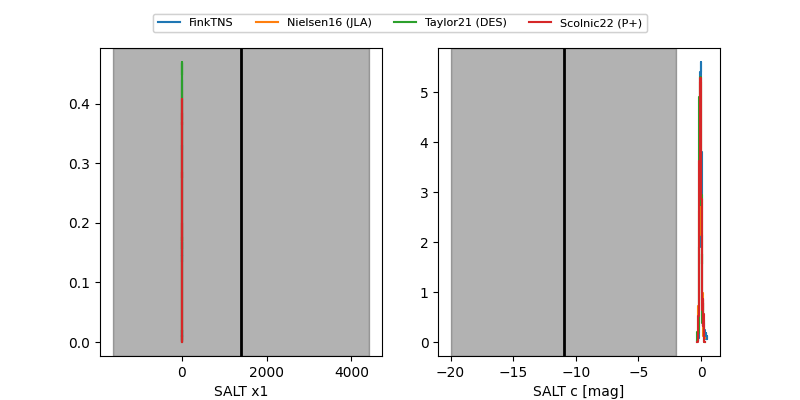 FinkTNS Nielsen16 (JLA) Taylor21 (DES) Scolnic22 (P+)
0.4
0.3
0.2
0.1
0.0
0 2000 4000
SALT x1
5
4
3
2
1
0
−20 −15 −10 −5 0
SALT c [mag]